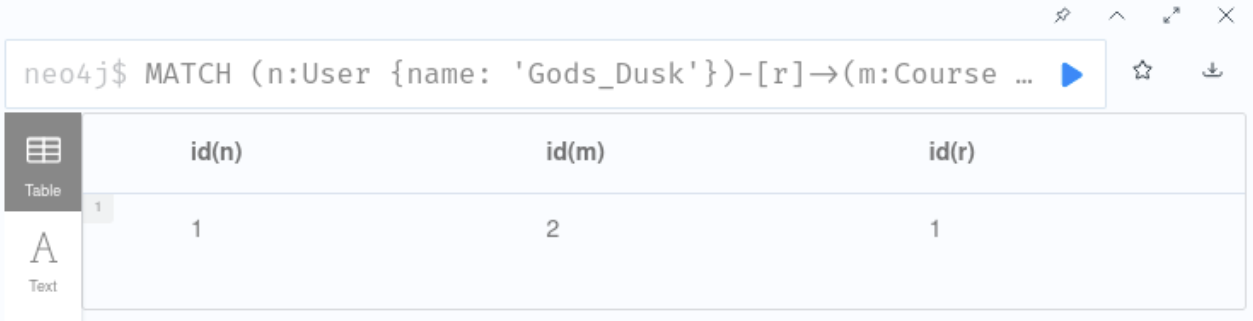 neo4j$ MATCH (n:User {name: 'Gods_Dusk'})-[r]→(m:Course …
Table
id(n) id(m) id(r)
1
1 2 1
Text